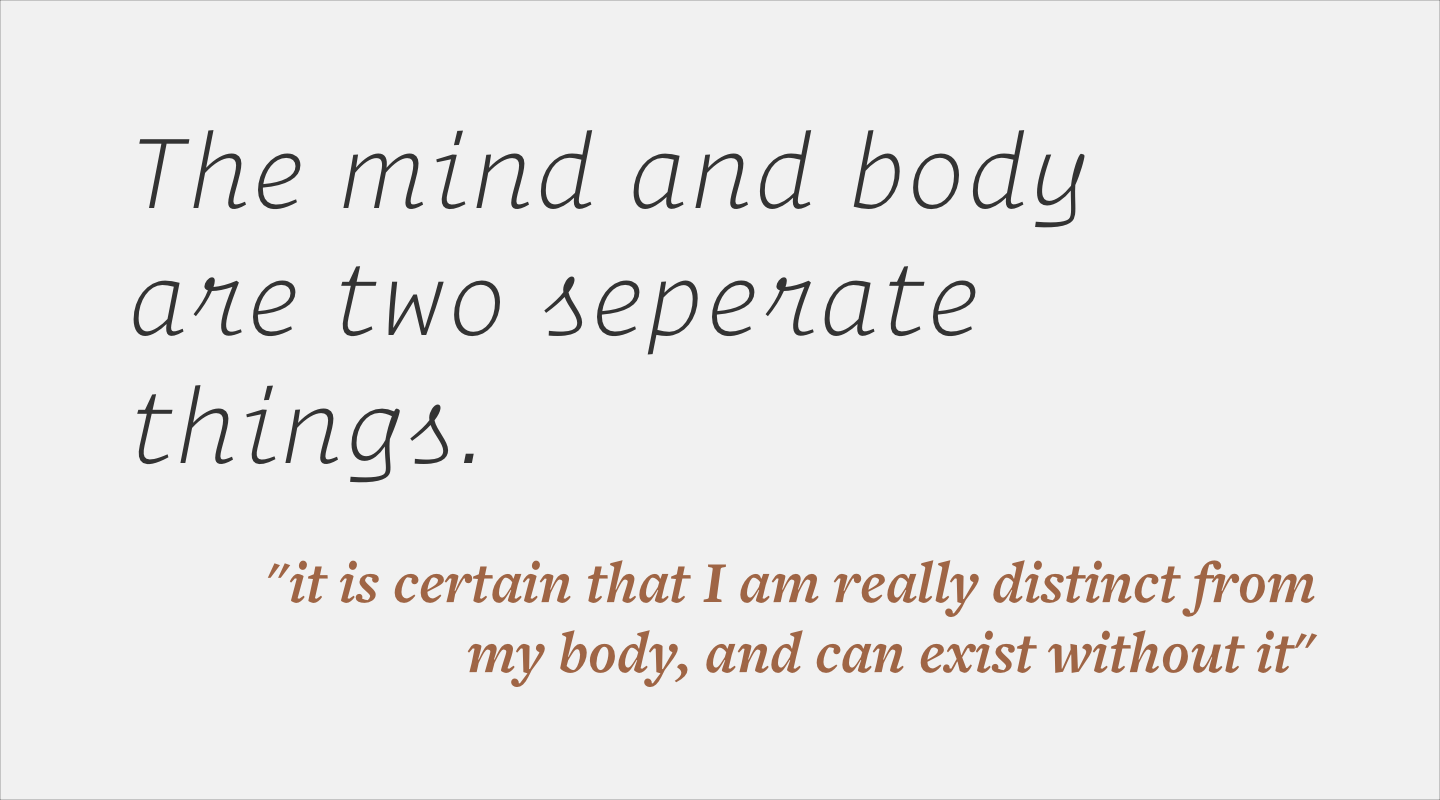 The mind and body
are two seperate
things.
"it is certain that I am really distinct from
my body, and can exist without it"